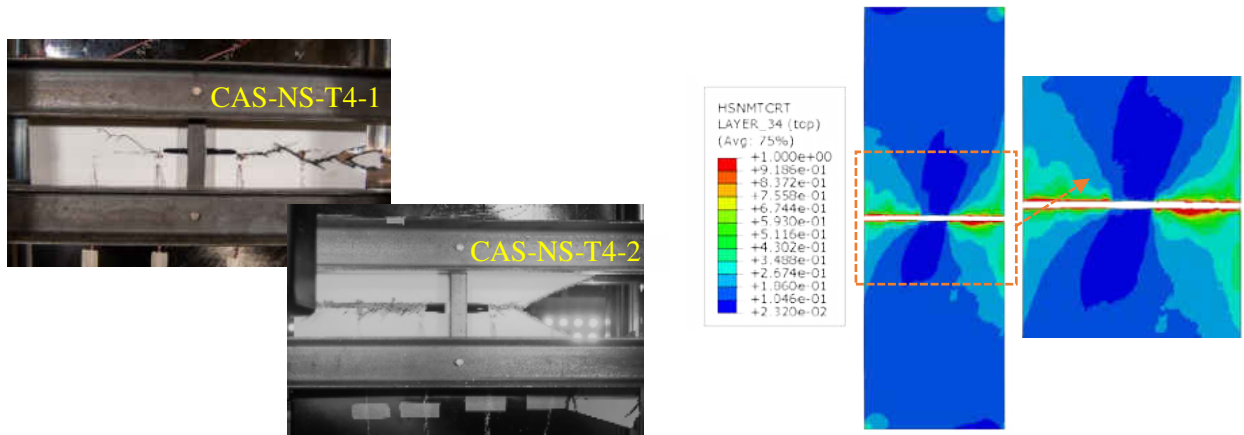 CAS-NS-T4-1
CAS-NS-T4-2
HSNMTCRT
LAYER_34 (top)
(Avg: 75%)
+1.000e+00
+9.186e-01
+8.372e-01
+7.558e-01
+6.744e-01
+5.930e-01
+5.116e-01
+4.302e-01
+3.488e-01
+2.674e-01
+1.860e-01
+1.046e-01
+2.320e-02